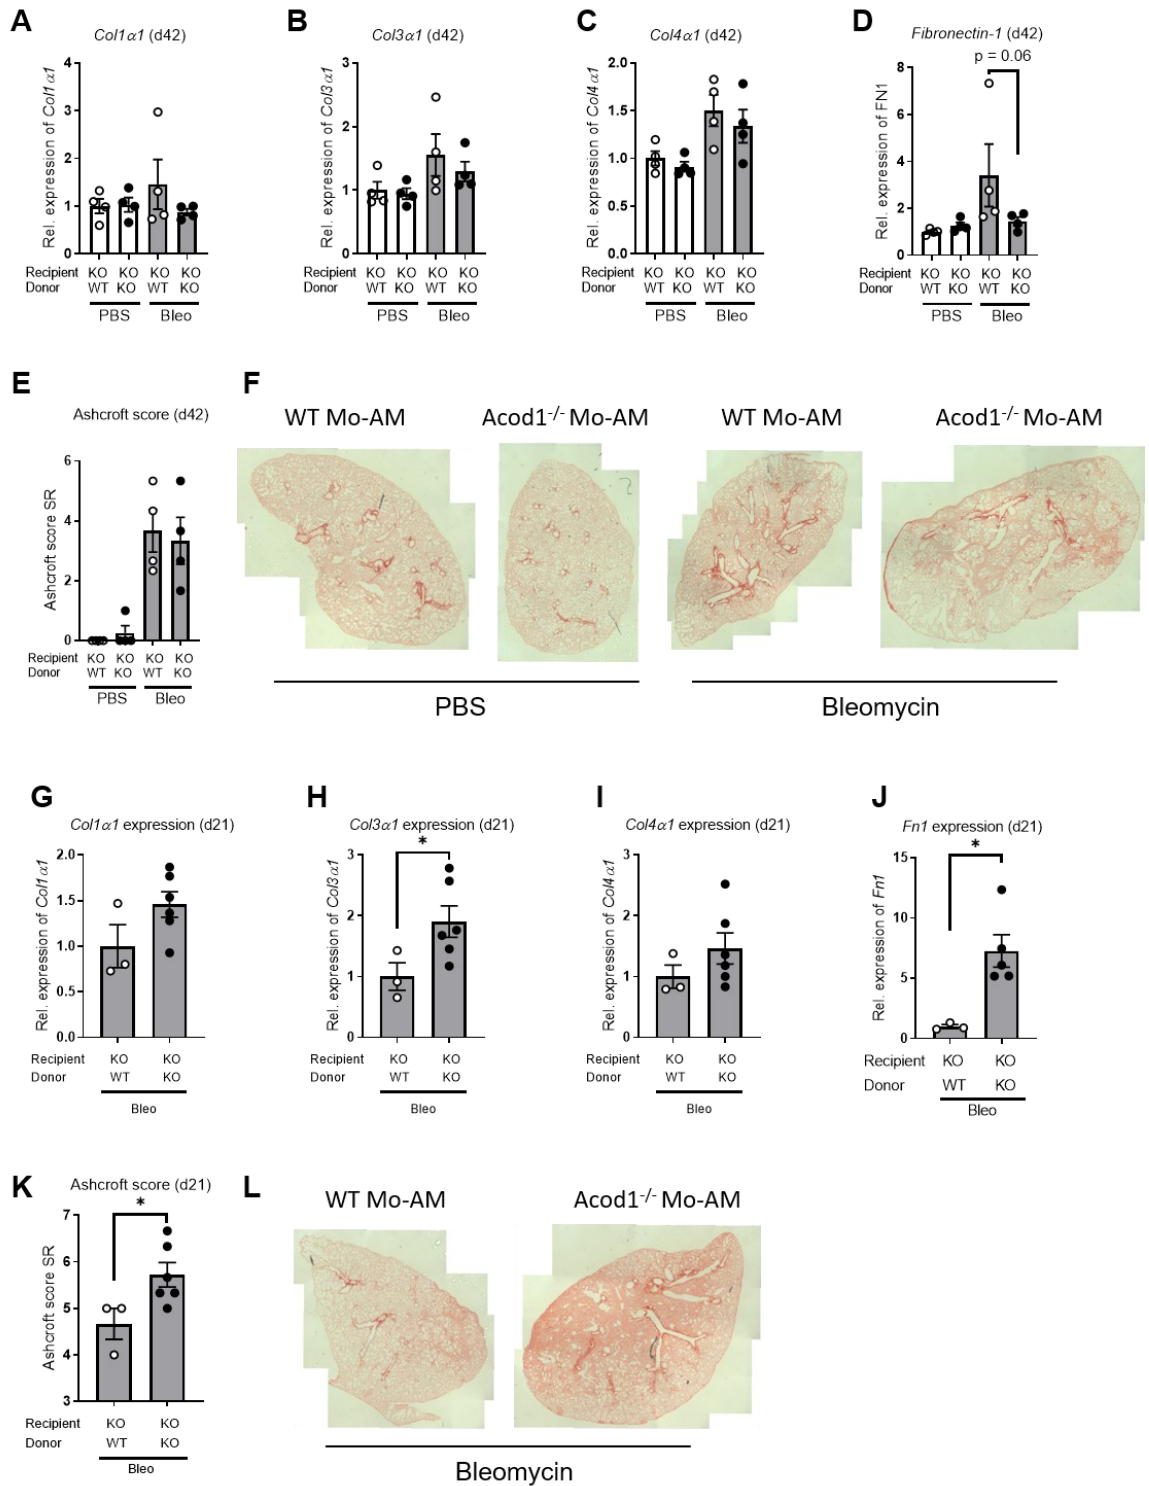 A
Col1α1 (d42)
Rel. expression of Col1α1
4
3
2
1
0
Recipient KO KO KO KO
Donor WT KO WT KO
PBS Bleo
B
Col3α1 (d42)
Rel. expression of Col3α1
3
2
1
0
Recipient KO KO KO KO
Donor WT KO WT KO
PBS Bleo
C
Col4α1 (d42)
Rel. expression of Col4α1
2.0
1.5
1.0
0.5
0.0
Recipient KO KO KO KO
Donor WT KO WT KO
PBS Bleo
D
Fibronectin-1 (d42)
p = 0.06
Rel. expression of FN1
8
6
4
2
0
Recipient KO KO KO KO
Donor WT KO WT KO
PBS Bleo
E
Ashcroft score (d42)
Ashcroft score SR
6
4
2
0
Recipient KO KO KO KO
Donor WT KO WT KO
PBS Bleo
F
WT Mo-AM Acod1-/- Mo-AM WT Mo-AM Acod1-/- Mo-AM
PBS Bleomycin
G
Col1α1 expression (d21)
Rel. expression of Col1α1
2.0
1.5
1.0
0.5
0.0
Recipient KO KO
Donor WT KO
Bleo
H
Col3α1 expression (d21)
*
Rel. expression of Col3α1
3
2
1
0
Recipient KO KO
Donor WT KO
Bleo
I
Col4α1 expression (d21)
Rel. expression of Col4α1
3
2
1
0
Recipient KO KO
Donor WT KO
Bleo
J
Fn1 expression (d21)
*
Rel. expression of Fn1
15
10
5
0
Recipient KO KO
Donor WT KO
Bleo
K
Ashcroft score (d21)
*
Ashcroft score SR
7
6
5
4
3
Recipient KO KO
Donor WT KO
Bleo
L
WT Mo-AM Acod1-/- Mo-AM
Bleomycin